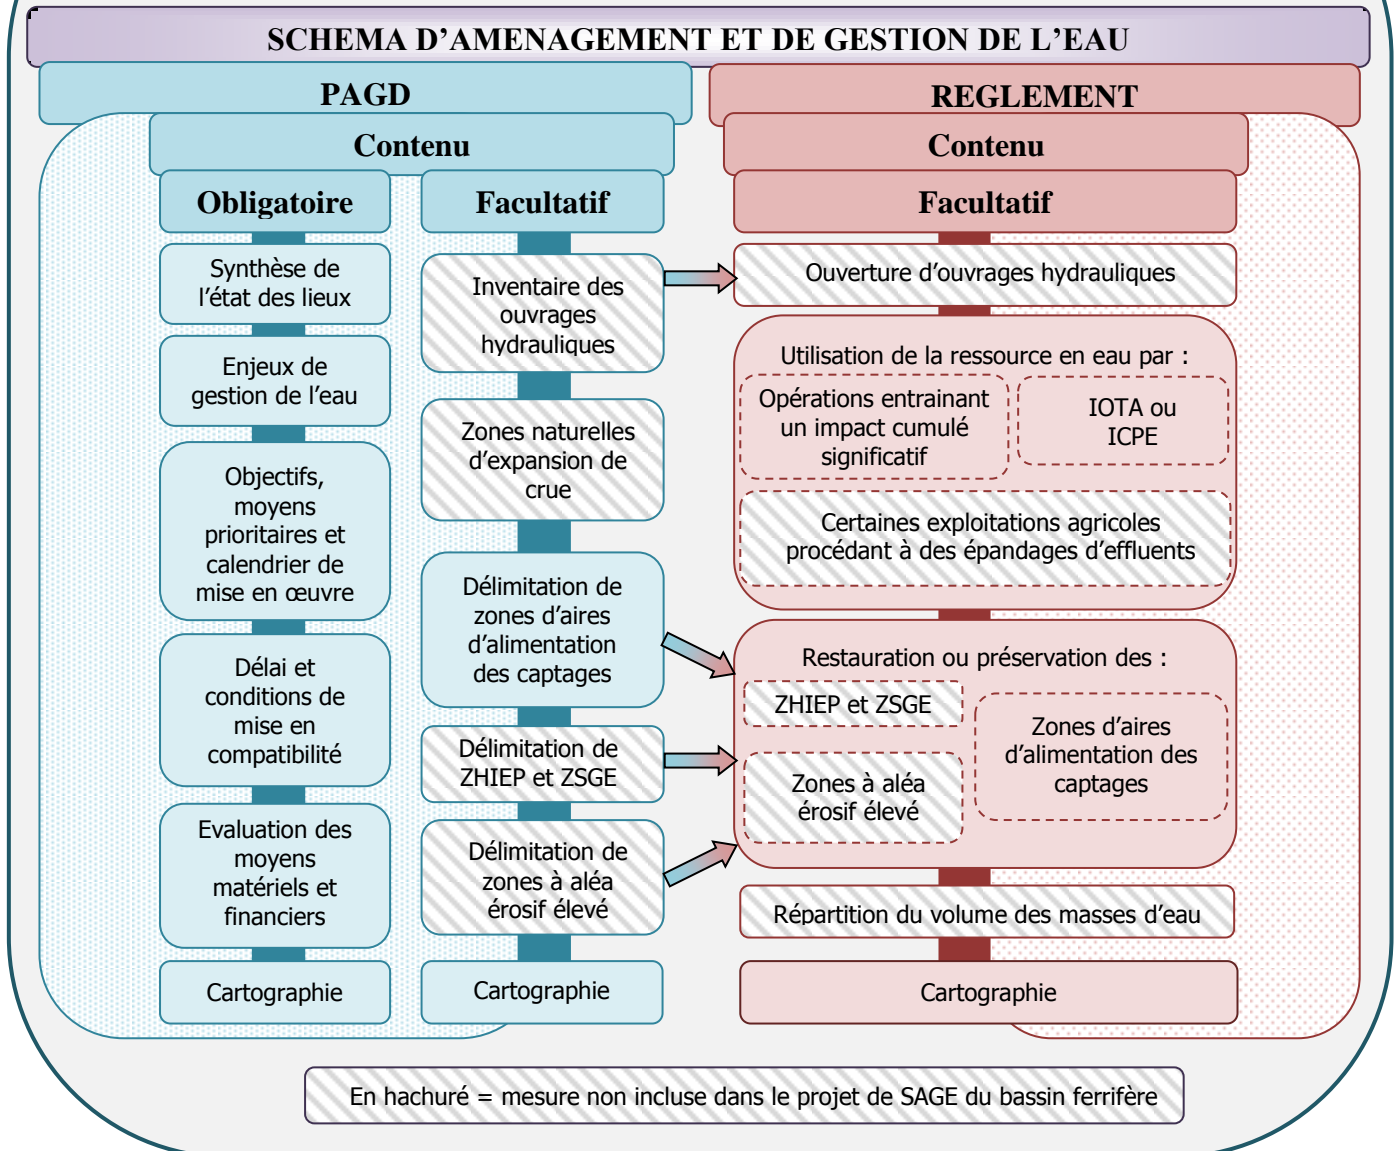 SCHEMA D’AMENAGEMENT ET DE GESTION DE L’EAU
PAGD
Contenu
Obligatoire
Synthèse de
l’état des lieux
Enjeux de
gestion de l’eau
Objectifs,
moyens
prioritaires et
calendrier de
mise en œuvre
Délai et
conditions de
mise en
compatibilité
Evaluation des
moyens
matériels et
financiers
Cartographie
Facultatif
Inventaire des
ouvrages
hydrauliques
Zones naturelles
d’expansion de
crue
Délimitation de
zones d’aires
d’alimentation
des captages
Délimitation de
ZHIEP et ZSGE
Délimitation de
zones à aléa
érosif élevé
Cartographie
REGLEMENT
Contenu
Facultatif
Ouverture d’ouvrages hydrauliques
Utilisation de la ressource en eau par :
Opérations entrainant
un impact cumulé
significatif
IOTA ou
ICPE
Certaines exploitations agricoles
procédant à des épandages d’effluents
Restauration ou préservation des :
ZHIEP et ZSGE
Zones à aléa
érosif élevé
Zones d’aires
d’alimentation des
captages
Répartition du volume des masses d’eau
Cartographie
En hachuré = mesure non incluse dans le projet de SAGE du bassin ferrifère